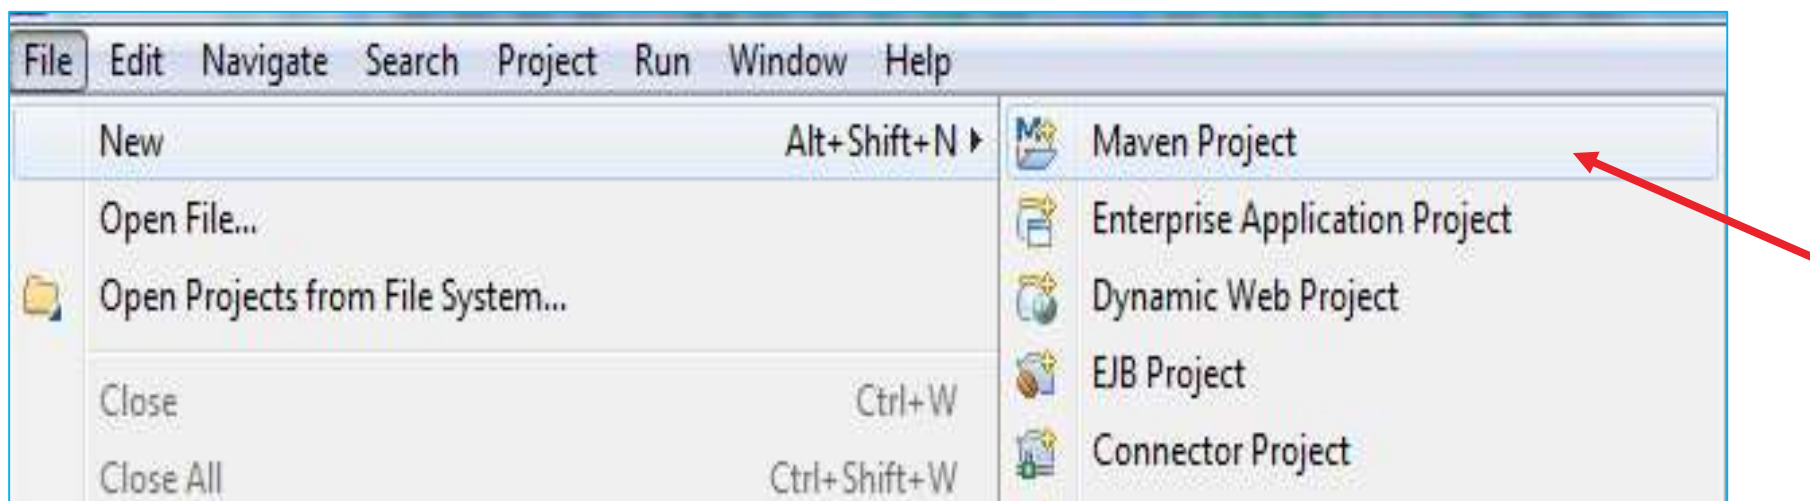 File Edit Navigate Search Project Run Window Help
New Alt+Shift+N
Open File...
Open Projects from File System...
Close Ctrl+W
Close All Ctrl+Shift+W
Maven Project
Enterprise Application Project
Dynamic Web Project
EJB Project
Connector Project